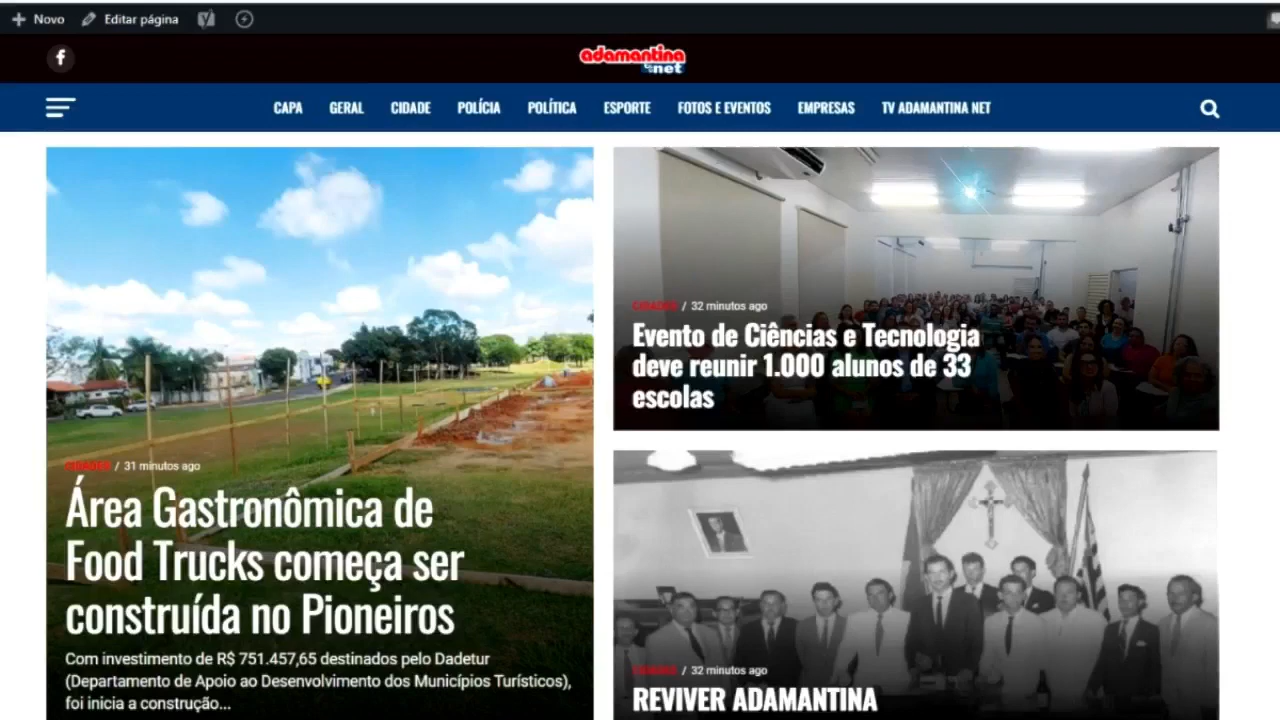 Novo
Editar página
adamantina
net
CAPA
GERAL
CIDADE
POLÍCIA
POLÍTICA
ESPORTE
FOTOS E EVENTOS
EMPRESAS
TV ADAMANTINA NET
CIDADES / 31 minutos ago
Área Gastronômica de
Food Trucks começa ser
construída no Pioneiros
Com investimento de R$ 751.457,65 destinados pelo Dadetur
(Departamento de Apoio ao Desenvolvimento dos Municípios Turísticos),
foi inicia a construção...
CIDADES / 32 minutos ago
Evento de Ciências e Tecnologia
deve reunir 1.000 alunos de 33
escolas
CIDADES / 32 minutos ago
REVIVER ADAMANTINA